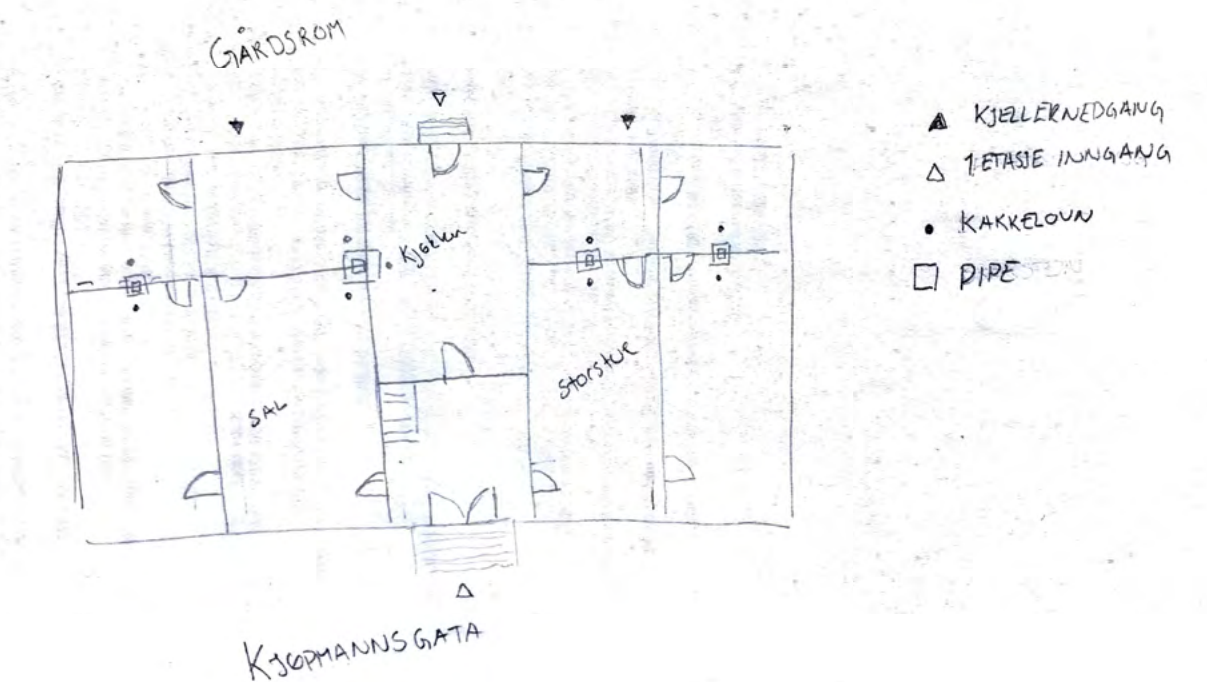 GÅRDSROM
KJELLERNEDGANG
1 ETASJE INNGANG
KAKKELOVN
PIPE
Kjøkken
SAL
Storstue
KJØPMANNSGATA